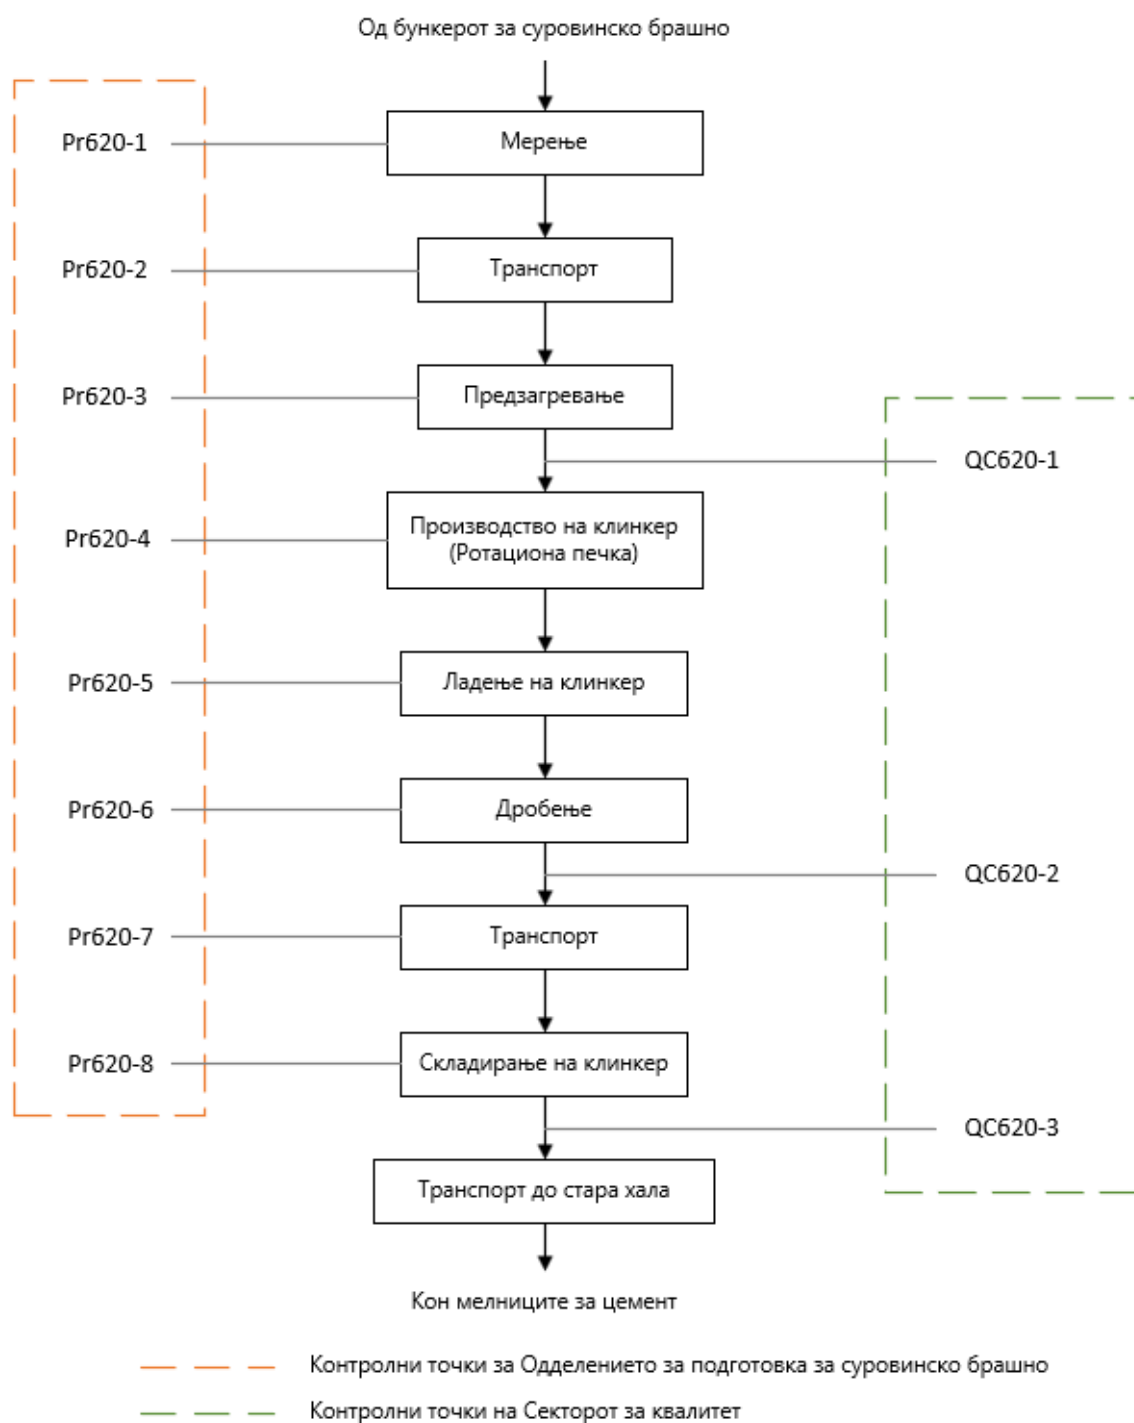 Од бункерот за суровинско брашно
Pr620-1
Мерење
Pr620-2
Транспорт
Pr620-3
Предзагревање
QC620-1
Pr620-4
Производство на клинкер
(Ротациона печка)
Pr620-5
Ладење на клинкер
Pr620-6
Дробење
QC620-2
Pr620-7
Транспорт
Pr620-8
Складирање на клинкер
QC620-3
Транспорт до стара хала
Кон мелниците за цемент
Контролни точки за Одделението за подготовка за суровинско брашно
Контролни точки на Секторот за квалитет